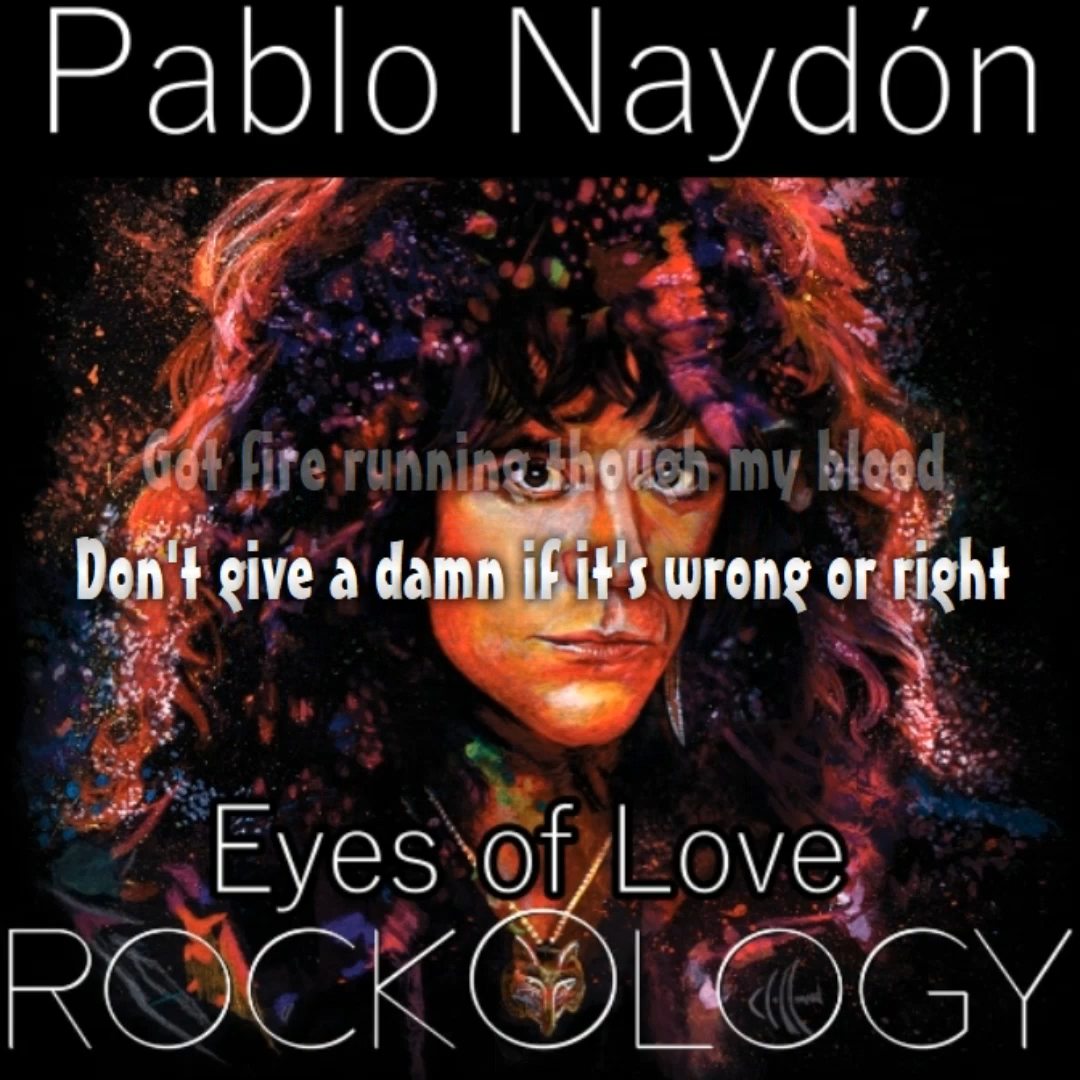 Pablo Naydón
Got fire running though my blood
Don't give a damn if it's wrong or right
Eyes of Love
ROCKOLOGY